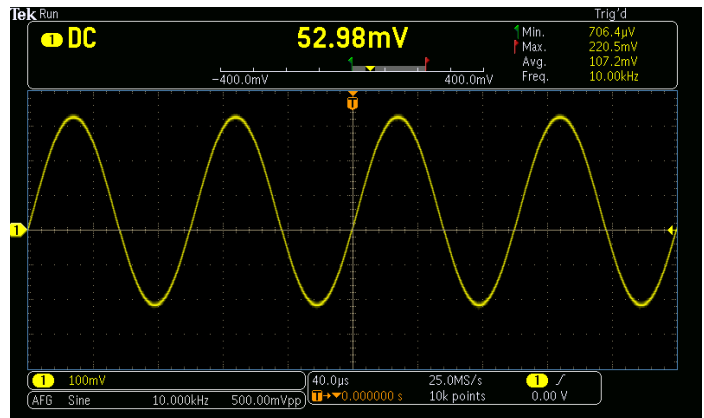 Tek Run Trig'd
1 DC 52.98mV
Min. 706.4µV
Max. 220.5mV
Avg. 107.2mV
Freq. 10.00kHz
-400.0mV 400.0mV
T
1
1 100mV
40.0µs 25.0MS/s 1
T→▼0.000000 s 10k points 0.00 V
AFG Sine 10.000kHz 500.00mVpp